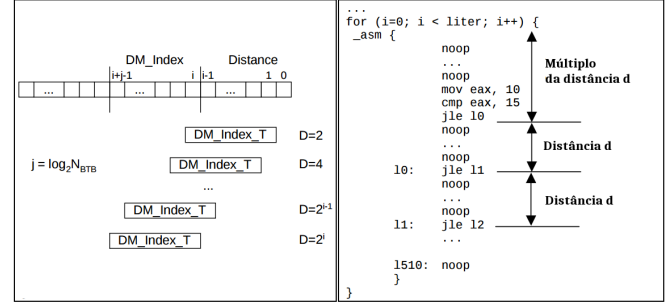 DM_Index Distance
i+j-1 i i-1 1 0
... ... ...
DM_Index_T D=2
j = log2NBTB DM_Index_T D=4
...
DM_Index_T D=2i-1
DM_Index_T D=2i
...
for (i=0; i < liter; i++) {
_asm {
noop
...
noop
mov eax, 10
cmp eax, 15
jle l0
noop
...
noop
l0: jle l1
noop
...
noop
l1: jle l2
...
l510: noop
}
}
Múltiplo
da distância d
Distância d
Distância d